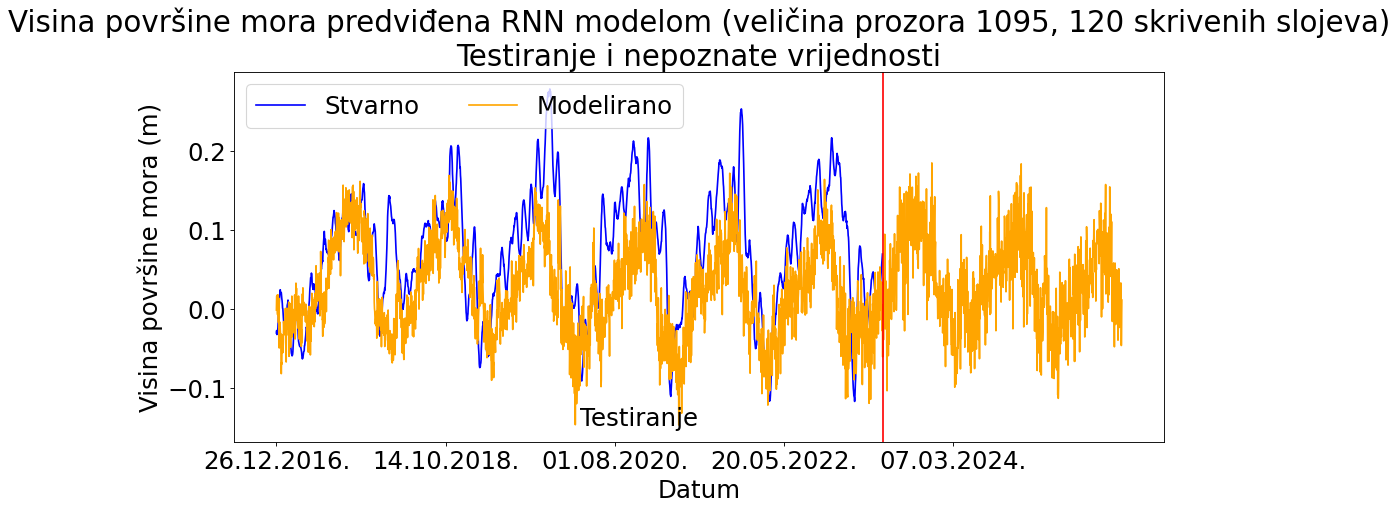 Visina površine mora predviđena RNN modelom (veličina prozora 1095, 120 skrivenih slojeva)
Testiranje i nepoznate vrijednosti
Stvarno
Modelirano
Visina površine mora (m)
0.2
0.1
0.0
−0.1
Testiranje
26.12.2016.
14.10.2018.
01.08.2020.
20.05.2022.
07.03.2024.
Datum